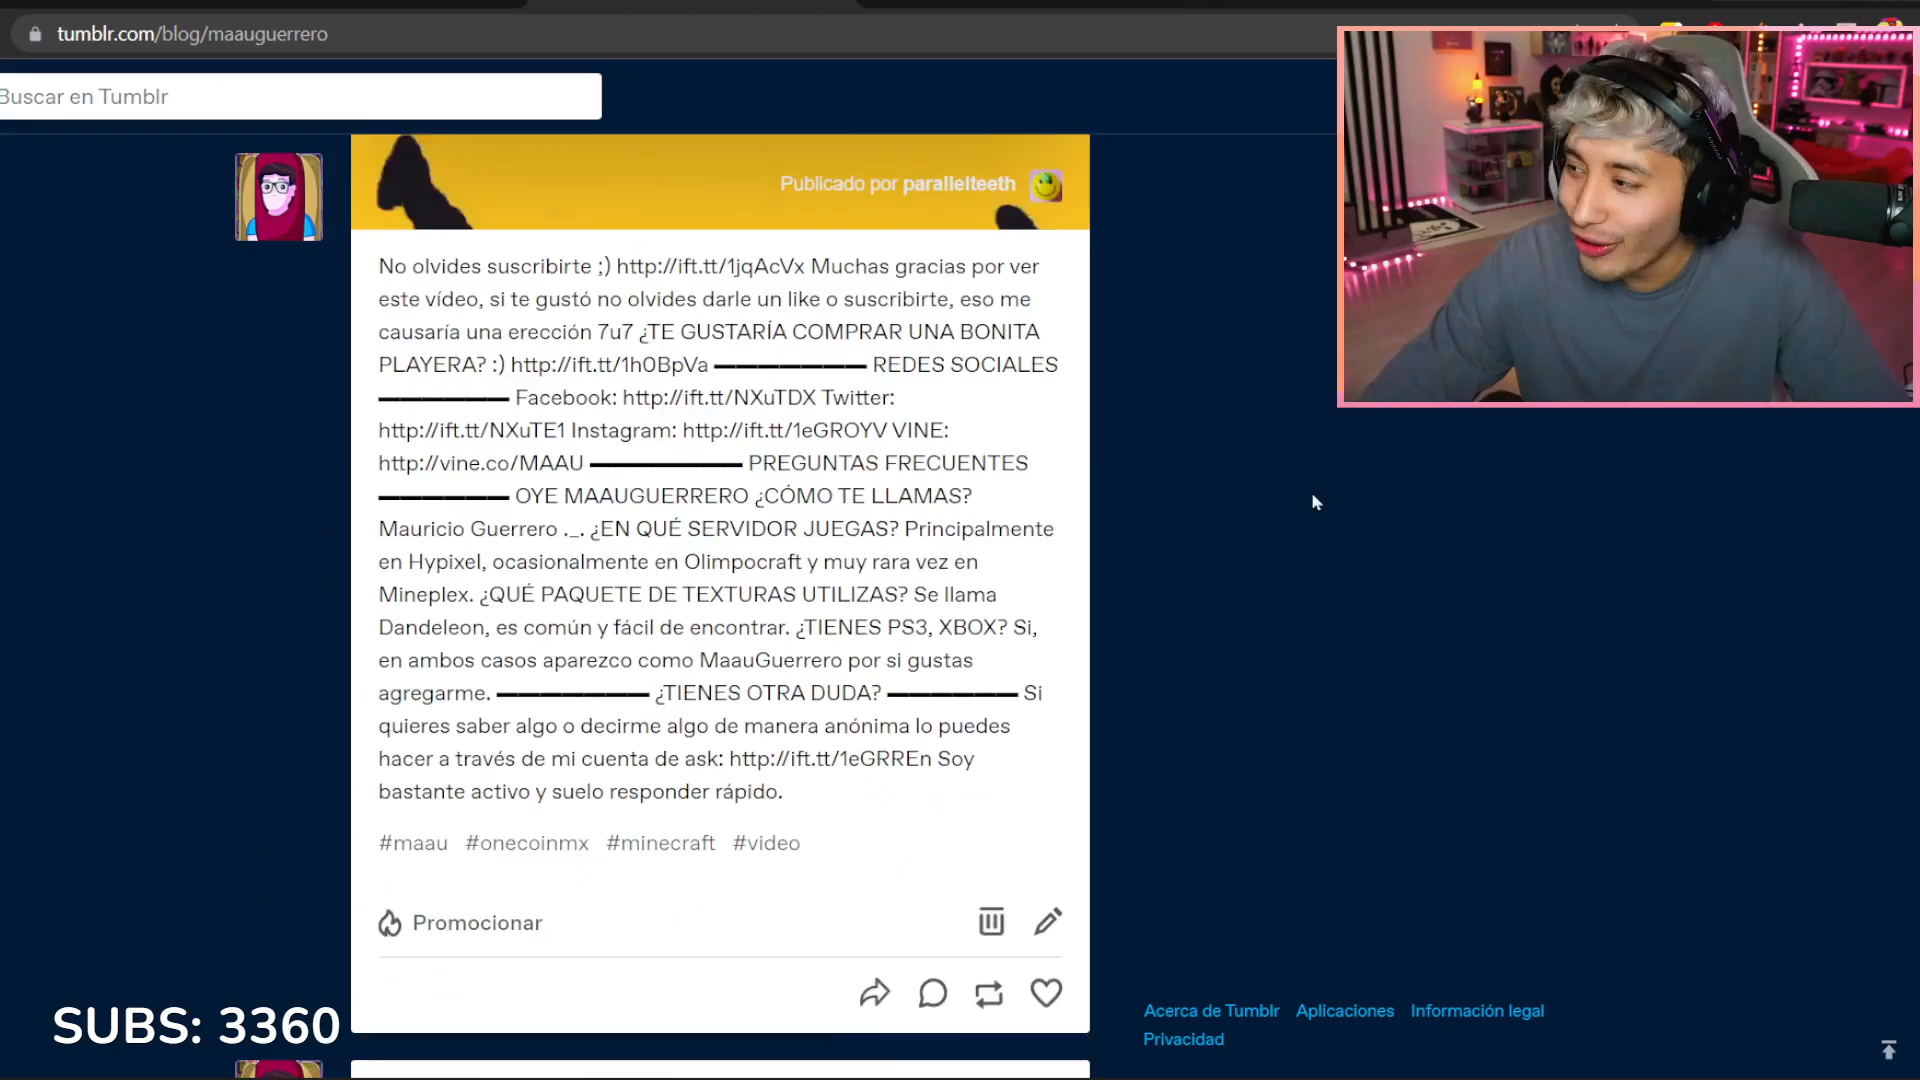 tumblr.com/blog/maauguerrero
Buscar en Tumblr
Publicado por parallelteeth
No olvides suscribirte ;) http://ift.tt/1jqAcVx Muchas gracias por ver
este vídeo, si te gustó no olvides darle un like o suscribirte, eso me
causaría una erección 7u7 ¿TE GUSTARÍA COMPRAR UNA BONITA
PLAYERA? :) http://ift.tt/1h0BpVa ▬▬▬▬▬▬▬ REDES SOCIALES
▬▬▬▬▬▬ Facebook: http://ift.tt/NXuTDX Twitter:
http://ift.tt/NXuTE1 Instagram: http://ift.tt/1eGROYV VINE:
http://vine.co/MAAU ▬▬▬▬▬▬▬ PREGUNTAS FRECUENTES
▬▬▬▬▬▬ OYE MAAUGUERRERO ¿CÓMO TE LLAMAS?
Mauricio Guerrero ._. ¿EN QUÉ SERVIDOR JUEGAS? Principalmente
en Hypixel, ocasionalmente en Olimpocraft y muy rara vez en
Mineplex. ¿QUÉ PAQUETE DE TEXTURAS UTILIZAS? Se llama
Dandeleon, es común y fácil de encontrar. ¿TIENES PS3, XBOX? Si,
en ambos casos aparezco como MaauGuerrero por si gustas
agregarme. ▬▬▬▬▬▬▬ ¿TIENES OTRA DUDA? ▬▬▬▬▬▬ Si
quieres saber algo o decirme algo de manera anónima lo puedes
hacer a través de mi cuenta de ask: http://ift.tt/1eGRREn Soy
bastante activo y suelo responder rápido.
#maau #onecoinmx #minecraft #video
Promocionar
SUBS: 3360
Acerca de Tumblr Aplicaciones Información legal
Privacidad